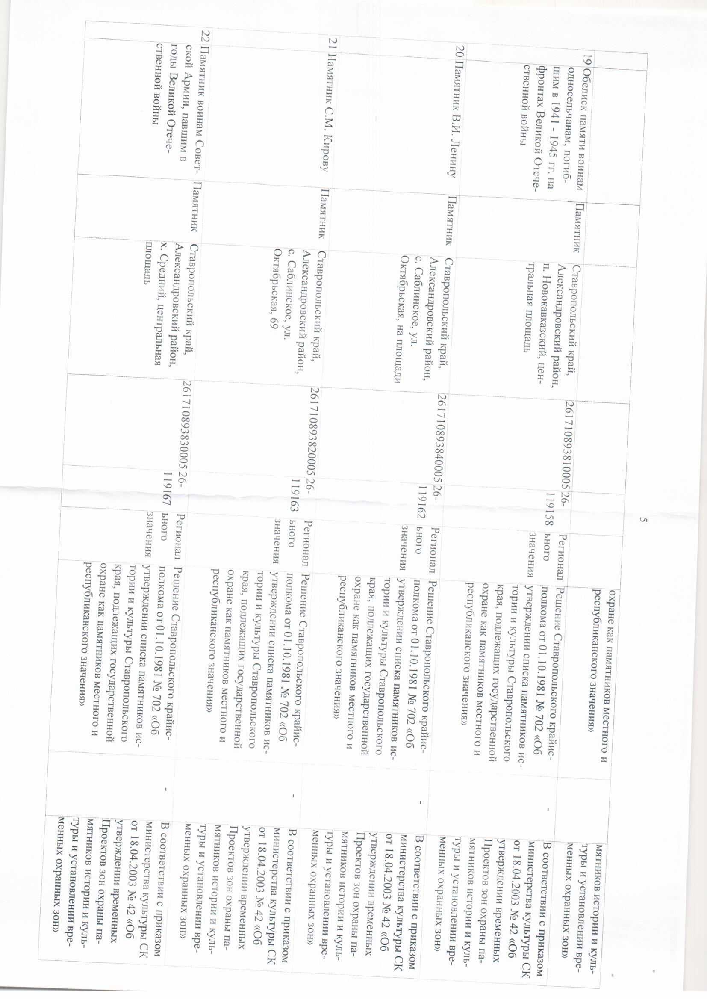 5
охране как памятников местного и
республиканского значения»
мятников истории и куль-
туры и установлении вре-
менных охранных зон»
19
Обелиск памяти воинам
односельчанам, погиб-
шим в 1941 - 1945 гг. на
фронтах Великой Отече-
ственной войны
Памятник
Ставропольский край,
Александровский район,
п. Новокавказский, цен-
тральная площадь
261710893810005
26-
119158
Регионал
ьного
значения
Решение Ставропольского крайис-
полкома от 01.10.1981 № 702 «Об
утверждении списка памятников ис-
тории и культуры Ставропольского
края, подлежащих государственной
охране как памятников местного и
республиканского значения»
-
В соответствии с приказом
министерства культуры СК
от 18.04.2003 № 42 «Об
утверждении временных
Проектов зон охраны па-
мятников истории и куль-
туры и установлении вре-
менных охранных зон»
20
Памятник В.И. Ленину
Памятник
Ставропольский край,
Александровский район,
с. Саблинское, ул.
Октябрьская, на площади
261710893840005
26-
119162
Регионал
ьного
значения
Решение Ставропольского крайис-
полкома от 01.10.1981 № 702 «Об
утверждении списка памятников ис-
тории и культуры Ставропольского
края, подлежащих государственной
охране как памятников местного и
республиканского значения»
-
В соответствии с приказом
министерства культуры СК
от 18.04.2003 № 42 «Об
утверждении временных
Проектов зон охраны па-
мятников истории и куль-
туры и установлении вре-
менных охранных зон»
21
Памятник С.М. Кирову
Памятник
Ставропольский край,
Александровский район,
с. Саблинское, ул.
Октябрьская, 69
261710893820005
26-
119163
Регионал
ьного
значения
Решение Ставропольского крайис-
полкома от 01.10.1981 № 702 «Об
утверждении списка памятников ис-
тории и культуры Ставропольского
края, подлежащих государственной
охране как памятников местного и
республиканского значения»
-
В соответствии с приказом
министерства культуры СК
от 18.04.2003 № 42 «Об
утверждении временных
Проектов зон охраны па-
мятников истории и куль-
туры и установлении вре-
менных охранных зон»
22
Памятник воинам Совет-
ской Армии, павшим в
годы Великой Отече-
ственной войны
Памятник
Ставропольский край,
Александровский район,
х. Средний, центральная
площадь
261710893830005
26-
119167
Регионал
ьного
значения
Решение Ставропольского крайис-
полкома от 01.10.1981 № 702 «Об
утверждении списка памятников ис-
тории и культуры Ставропольского
края, подлежащих государственной
охране как памятников местного и
республиканского значения»
-
В соответствии с приказом
министерства культуры СК
от 18.04.2003 № 42 «Об
утверждении временных
Проектов зон охраны па-
мятников истории и куль-
туры и установлении вре-
менных охранных зон»